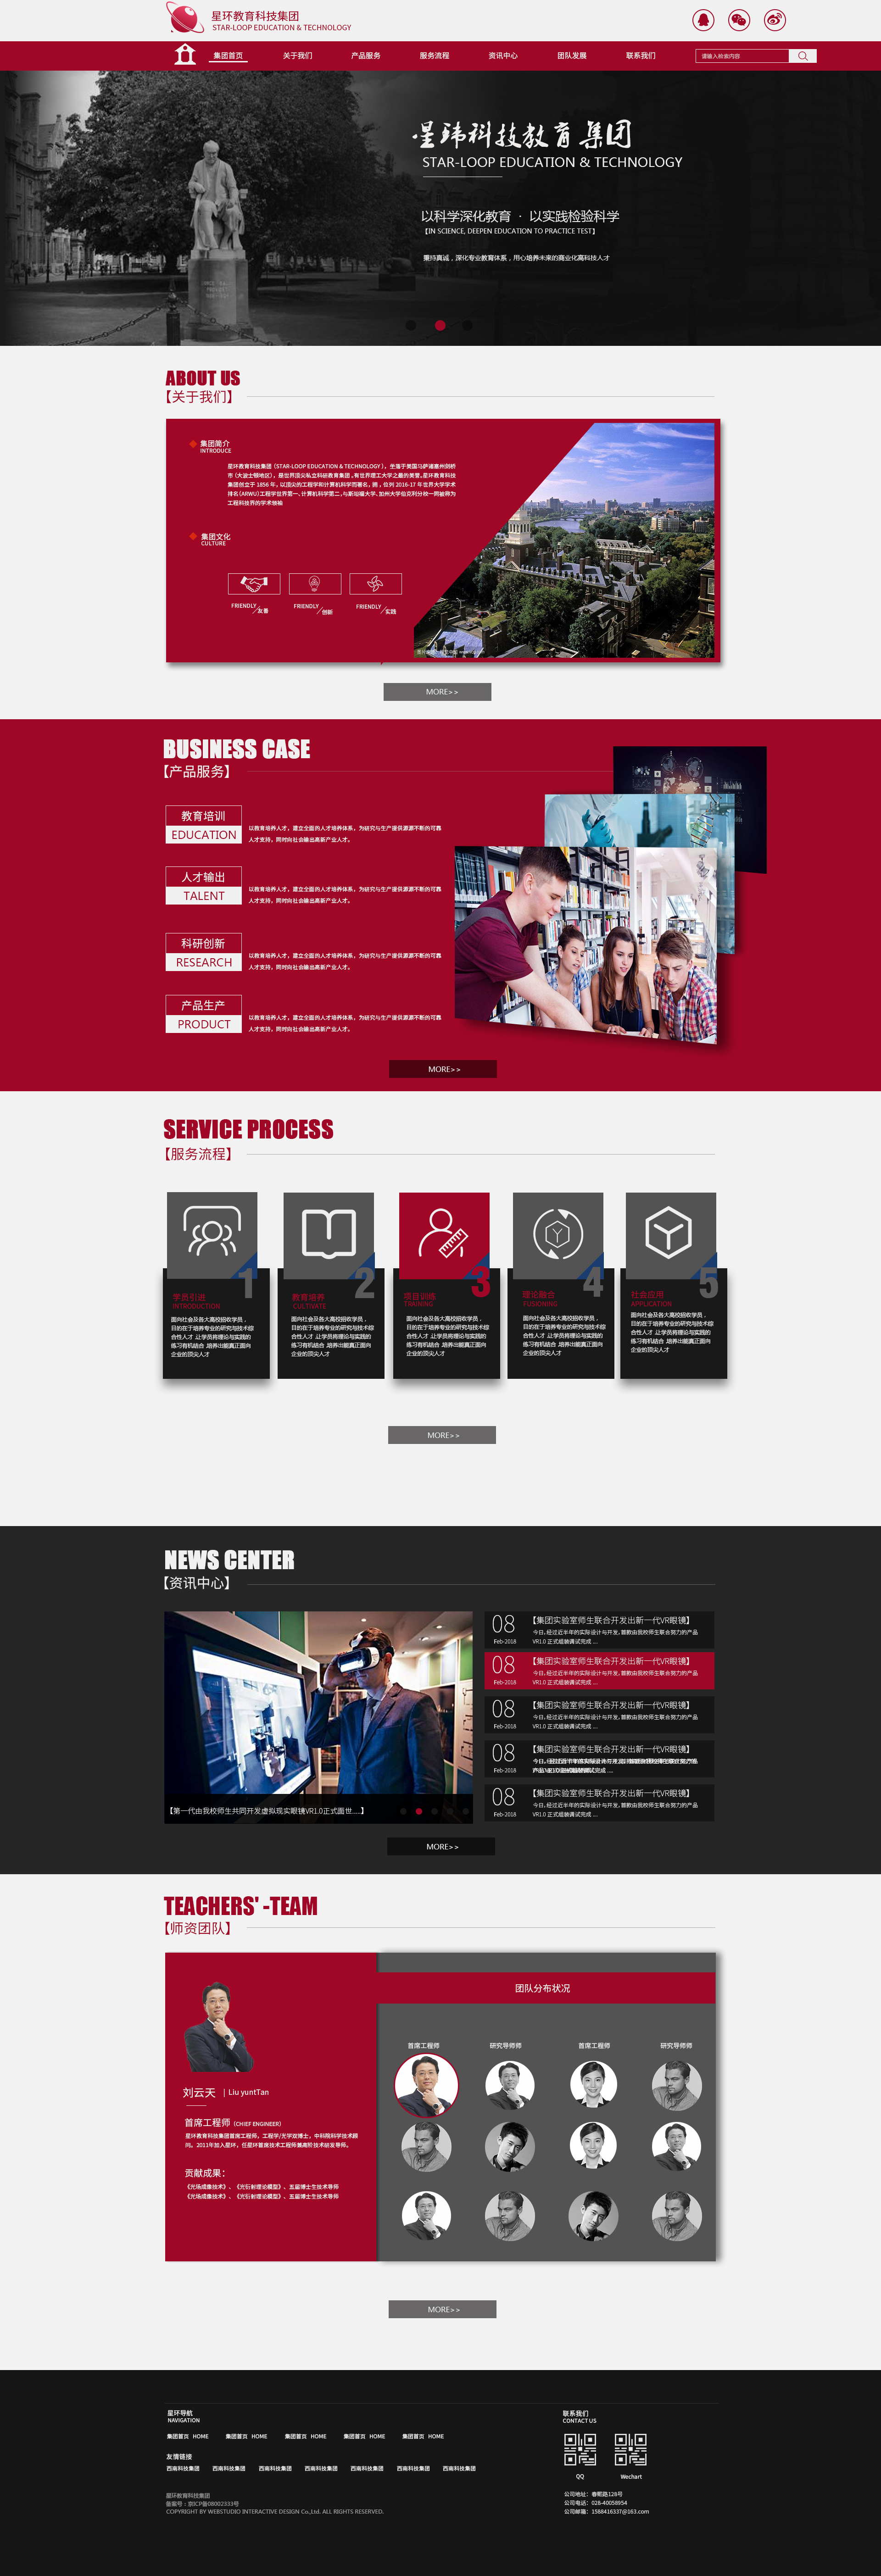 星环教育科技集团
STAR-LOOP EDUCATION & TECHNOLOGY
集团首页
关于我们
产品服务
服务流程
资讯中心
团队发展
联系我们
请输入检索内容
星玮科技教育集团
STAR-LOOP EDUCATION & TECHNOLOGY
以科学深化教育 · 以实践检验科学
【IN SCIENCE, DEEPEN EDUCATION TO PRACTICE TEST】
秉持真诚，深化专业教育体系，用心培养未来的商业化高科技人才
ABOUT US
【关于我们】
集团简介
INTRODUCE
星环教育科技集团（STAR-LOOP EDUCATION & TECHNOLOGY），坐落于美国马萨诸塞州剑桥
市（大波士顿地区），是世界顶尖私立科研教育集团，有世界理工大学之最的美誉。星环教育科技
集团创立于 1856 年，以顶尖的工程学和计算机科学而著名，
位列 2016-17 年世界大学学术
排名（ARWU）工程学世界第一、计算机科学第二，与斯坦福大学、加州大学伯克利分校一同被称为
工程科技界的学术领袖
集团文化
CULTURE
FRIENDLY
友善
FRIENDLY
创新
FRIENDLY
实践
MORE>>
BUSINESS CASE
【产品服务】
教育培训
EDUCATION
以教育培养人才，建立全面的人才培养体系，为研究与生产提供源源不断的可靠
人才支持，同时向社会输出高新产业人才。
人才输出
TALENT
以教育培养人才，建立全面的人才培养体系，为研究与生产提供源源不断的可靠
人才支持，同时向社会输出高新产业人才。
科研创新
RESEARCH
以教育培养人才，建立全面的人才培养体系，为研究与生产提供源源不断的可靠
人才支持，同时向社会输出高新产业人才。
产品生产
PRODUCT
以教育培养人才，建立全面的人才培养体系，为研究与生产提供源源不断的可靠
人才支持，同时向社会输出高新产业人才。
MORE>>
SERVICE PROCESS
【服务流程】
1
学员引进
INTRODUCTION
面向社会及各大高校招收学员，
目的在于培养专业的研究与技术综
合性人才 ,让学员将理论与实践的
练习有机结合 ,培养出能真正面向
企业的顶尖人才
2
教育培养
CULTIVATE
面向社会及各大高校招收学员，
目的在于培养专业的研究与技术综
合性人才 ,让学员将理论与实践的
练习有机结合 ,培养出能真正面向
企业的顶尖人才
3
项目训练
TRINNING
面向社会及各大高校招收学员，
目的在于培养专业的研究与技术综
合性人才 ,让学员将理论与实践的
练习有机结合 ,培养出能真正面向
企业的顶尖人才
4
理论融合
FUSIONING
面向社会及各大高校招收学员，
目的在于培养专业的研究与技术综
合性人才 ,让学员将理论与实践的
练习有机结合 ,培养出能真正面向
企业的顶尖人才
5
社会应用
APPLICATION
面向社会及各大高校招收学员，
目的在于培养专业的研究与技术综
合性人才 ,让学员将理论与实践的
练习有机结合 ,培养出能真正面向
企业的顶尖人才
MORE>>
NEWS CENTER
【资讯中心】
【第一代由我校师生共同开发虚拟现实眼镜VR1.0正式面世....】
08
Feb-2018
【集团实验室师生联合开发出新一代VR眼镜】
今日，经过近半年的实际设计与开发，首款由我校师生联合努力的产品
VR1.0 正式组装调试完成 ....
08
Feb-2018
【集团实验室师生联合开发出新一代VR眼镜】
今日，经过近半年的实际设计与开发，首款由我校师生联合努力的产品
VR1.0 正式组装调试完成 ....
08
Feb-2018
【集团实验室师生联合开发出新一代VR眼镜】
今日，经过近半年的实际设计与开发，首款由我校师生联合努力的产品
VR1.0 正式组装调试完成 ....
08
Feb-2018
【集团实验室师生联合开发出新一代VR眼镜】
08
Feb-2018
【集团实验室师生联合开发出新一代VR眼镜】
今日，经过近半年的实际设计与开发，首款由我校师生联合努力的产品
VR1.0 正式组装调试完成 ....
MORE>>
TEACHERS' -TEAM
【师资团队】
刘云天 | Liu yuntTan
首席工程师（CHIEF ENGINEER）
星环教育科技集团首席工程师，工程学/光学双博士，中科院科学技术顾
问。2011年加入星环，任星环首席技术工程师兼高阶技术研发导师。
贡献成果：
《光场成像技术》、《光衍射理论模型》、五届博士生技术导师
《光场成像技术》、《光衍射理论模型》、五届博士生技术导师
团队分布状况
首席工程师
研究导师师
首席工程师
研究导师师
MORE>>
星环导航
NAVIGATION
集团首页 HOME
集团首页 HOME
集团首页 HOME
集团首页 HOME
集团首页 HOME
友情链接
西南科技集团
西南科技集团
西南科技集团
西南科技集团
西南科技集团
西南科技集团
西南科技集团
星环教育科技集团
备案号：京ICP备08002333号
COPYRIGHT BY WEBSTUDIO INTERACTIVE DESIGN Co.,Ltd. ALL RIGHTS RESERVED.
联系我们
CONTACT US
QQ
Wechart
公司地址：春熙路128号
公司电话：028-40058954
公司邮箱：1568416337@163.com